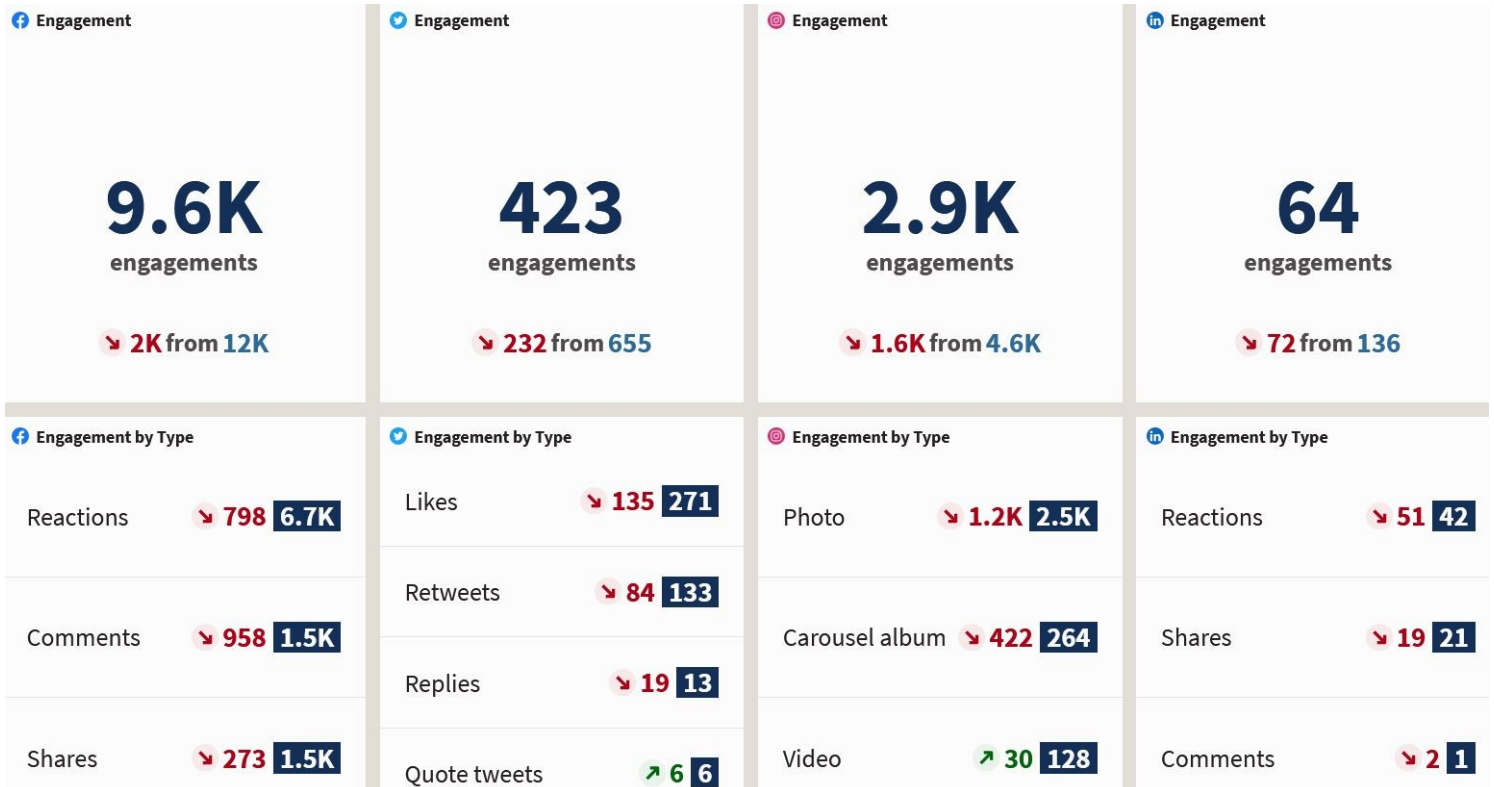 Engagement
9.6K
engagements
2K from 12K
Engagement
423
engagements
232 from 655
Engagement
2.9K
engagements
1.6K from 4.6K
Engagement
64
engagements
72 from 136
Engagement by Type
Reactions 798 6.7K
Comments 958 1.5K
Shares 273 1.5K
Engagement by Type
Likes 135 271
Retweets 84 133
Replies 19 13
Quote tweets 6 6
Engagement by Type
Photo 1.2K 2.5K
Carousel album 422 264
Video 30 128
Engagement by Type
Reactions 51 42
Shares 19 21
Comments 2 1